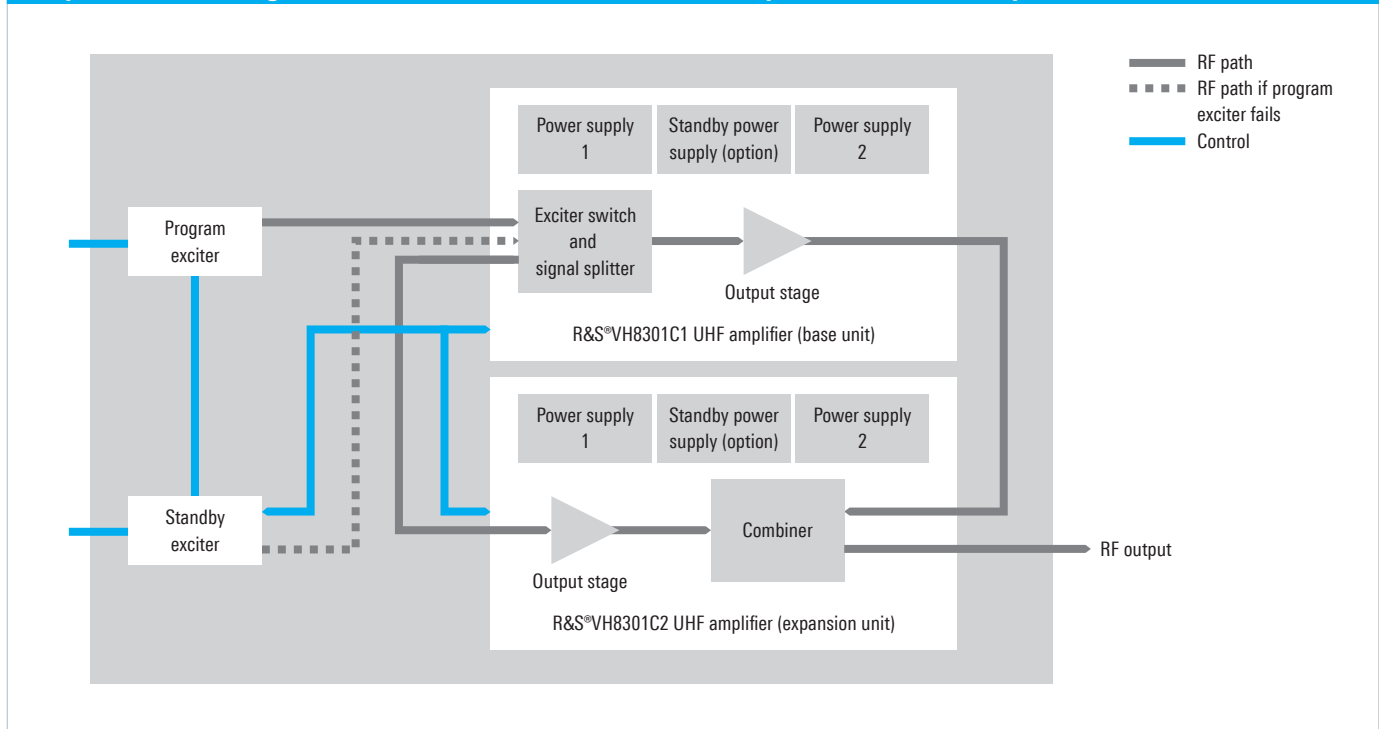 RF path
RF path if program
exciter fails
Control
Power supply
1
Standby power
supply (option)
Power supply
2
Program
exciter
Exciter switch
and
signal splitter
Output stage
R&S®VH8301C1 UHF amplifier (base unit)
Power supply
1
Standby power
supply (option)
Power supply
2
Standby
exciter
Combiner
RF output
Output stage
R&S®VH8301C2 UHF amplifier (expansion unit)